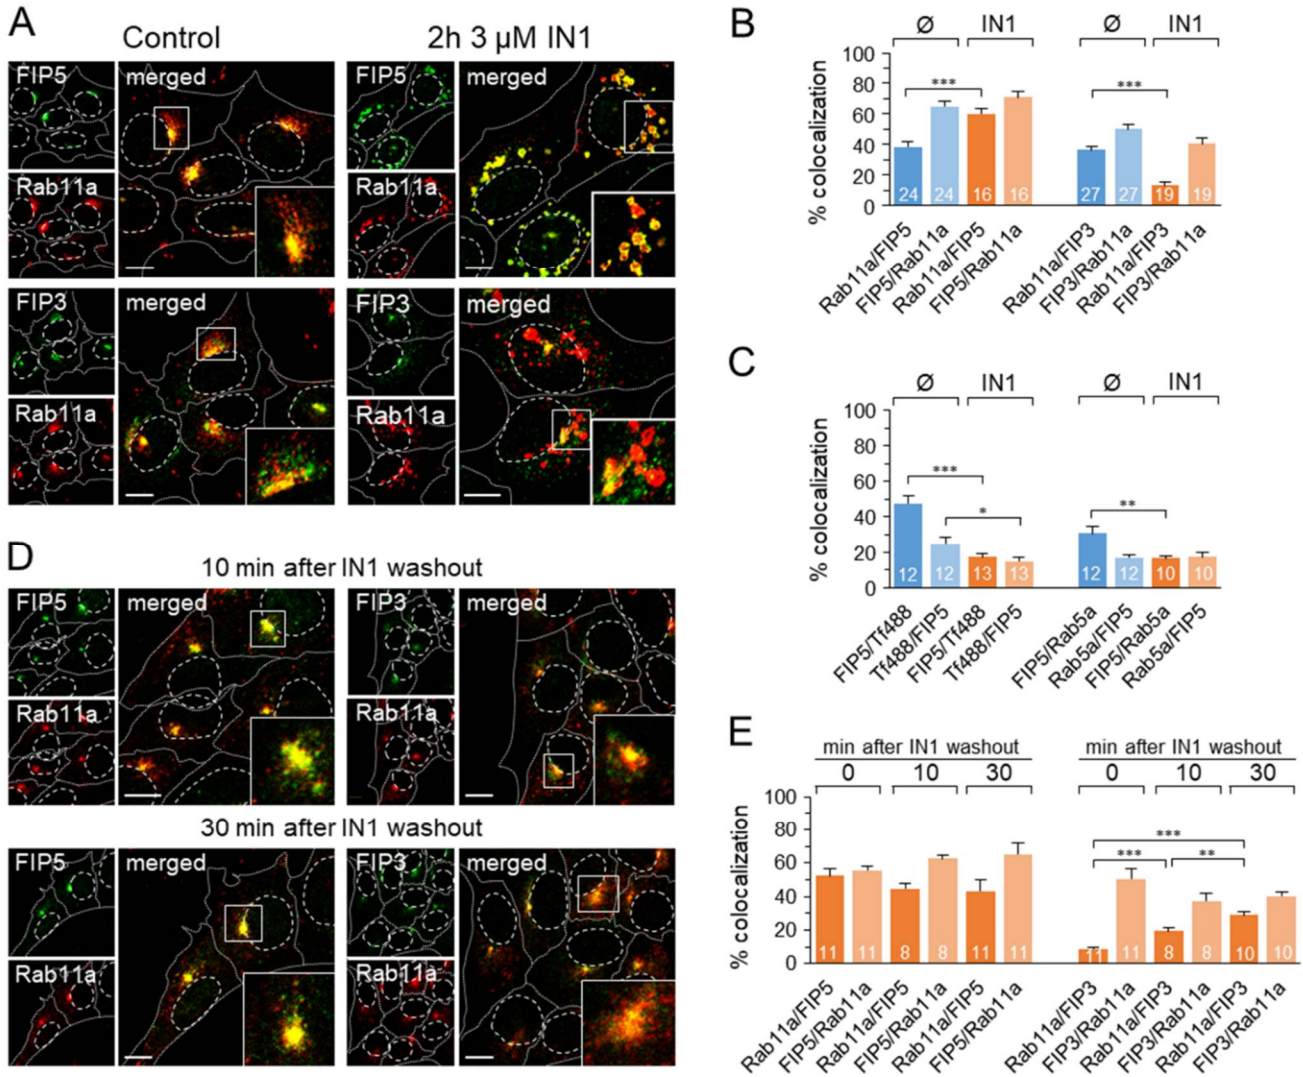 A
Control
2h 3 µM IN1
FIP5
merged
FIP5
merged
Rab11a
Rab11a
FIP3
merged
FIP3
merged
Rab11a
Rab11a
B
Ø
IN1
Ø
IN1
***
***
100
80
60
40
20
0
% colocalization
24
24
16
16
27
27
19
19
Rab11a/FIP5
FIP5/Rab11a
Rab11a/FIP5
FIP5/Rab11a
Rab11a/FIP3
FIP3/Rab11a
Rab11a/FIP3
FIP3/Rab11a
C
Ø
IN1
Ø
IN1
***
*
**
100
80
60
40
20
0
% colocalization
12
12
13
13
12
12
10
10
FIP5/Tf488
Tf488/FIP5
FIP5/Tf488
Tf488/FIP5
FIP5/Rab5a
Rab5a/FIP5
FIP5/Rab5a
Rab5a/FIP5
D
10 min after IN1 washout
FIP5
merged
FIP3
merged
Rab11a
Rab11a
30 min after IN1 washout
FIP5
merged
FIP3
merged
Rab11a
Rab11a
E
min after IN1 washout
min after IN1 washout
0
10
30
0
10
30
***
***
**
100
80
60
40
20
0
% colocalization
11
11
8
8
11
11
11
11
8
8
10
10
Rab11a/FIP5
FIP5/Rab11a
Rab11a/FIP5
FIP5/Rab11a
Rab11a/FIP5
FIP5/Rab11a
Rab11a/FIP3
FIP3/Rab11a
Rab11a/FIP3
FIP3/Rab11a
Rab11a/FIP3
FIP3/Rab11a